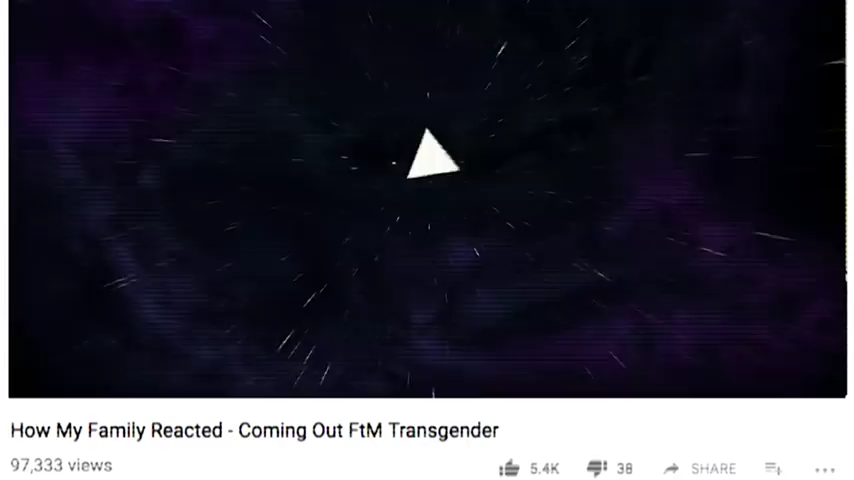 How My Family Reacted - Coming Out FtM Transgender
97,333 views 5.4K 38 SHARE